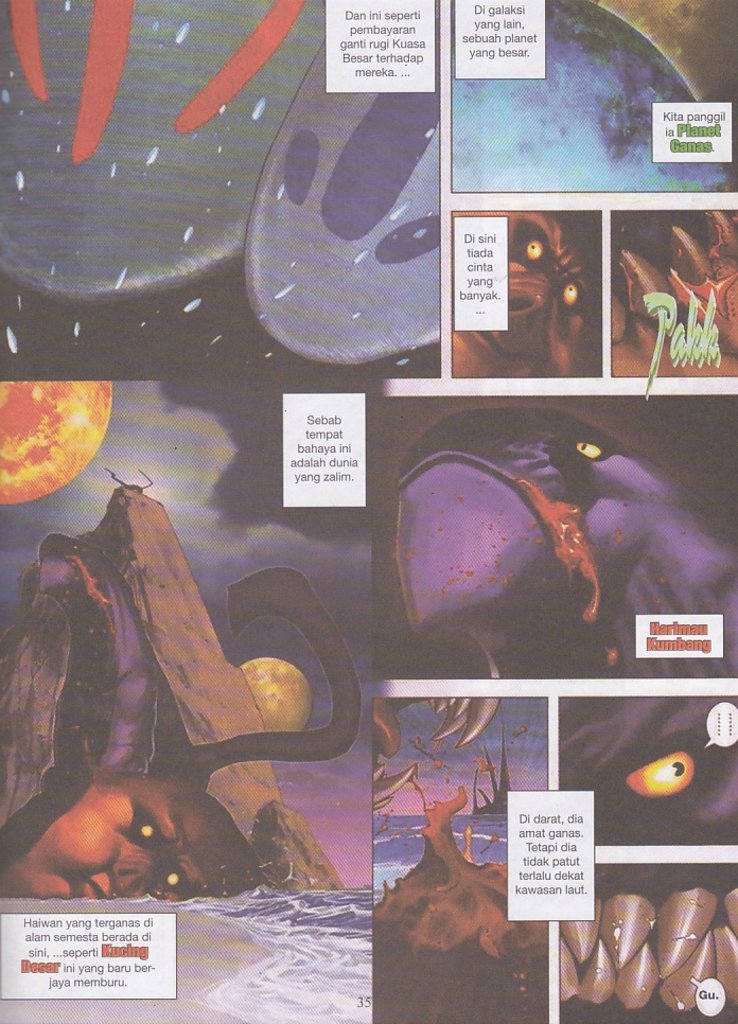 Dan ini seperti
pembayaran
ganti rugi Kuasa
Besar terhadap
mereka. ...
Di galaksi
yang lain,
sebuah planet
yang besar.
Kita panggil
ia Planet
Ganas.
Di sini
tiada
cinta
yang
banyak.
...
Pakk
Sebab
tempat
bahaya ini
adalah dunia
yang zalim.
Harimau
Kumbang
Haiwan yang terganas di
alam semesta berada di
sini, ...seperti Kucing
Besar ini yang baru ber-
jaya memburu.
Di darat, dia
amat ganas.
Tetapi dia
tidak patut
terlalu dekat
kawasan laut.
Gu.
35